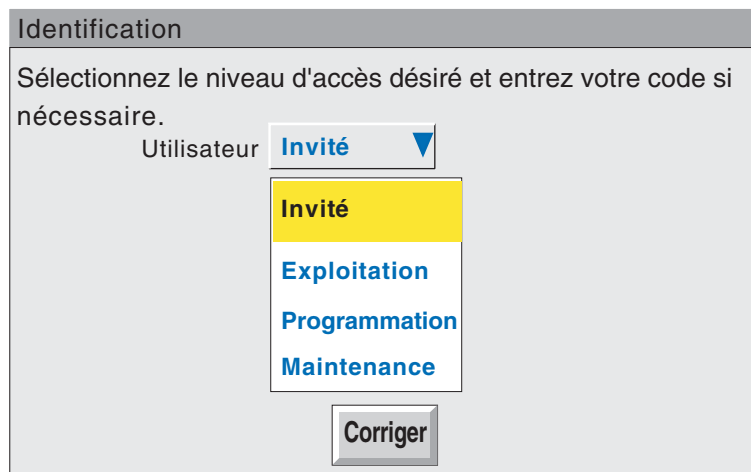 Identification
Sélectionnez le niveau d'accès désiré et entrez votre code si
nécessaire.
Utilisateur Invité
Invité
Exploitation
Programmation
Maintenance
Corriger